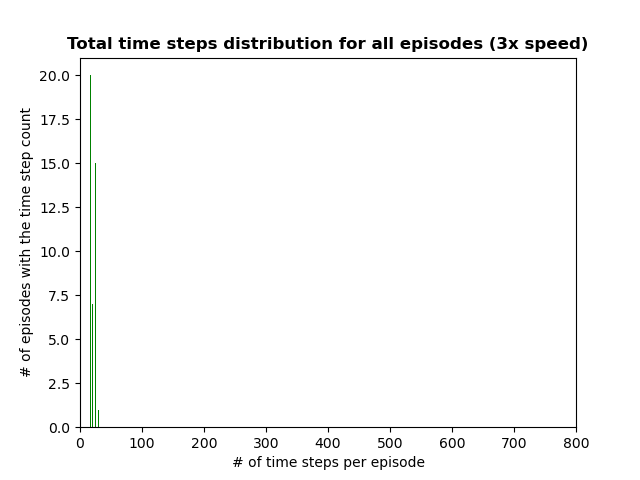 Total time steps distribution for all episodes (3x speed)
# of episodes with the time step count
20.0
17.5
15.0
12.5
10.0
7.5
5.0
2.5
0.0
0 100 200 300 400 500 600 700 800
# of time steps per episode